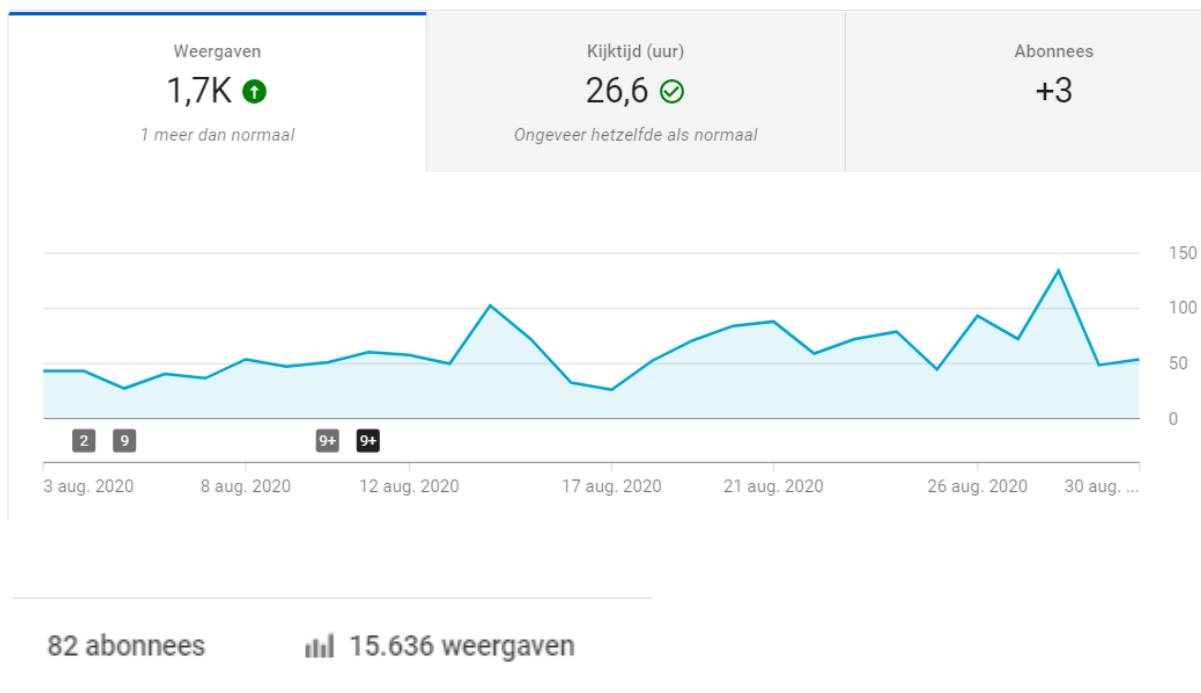 Weergaven
1,7K
1 meer dan normaal
Kijktijd (uur)
26,6
Ongeveer hetzelfde als normaal
Abonnees
+3
150
100
50
0
2 9 9+ 9+
3 aug. 2020 8 aug. 2020 12 aug. 2020 17 aug. 2020 21 aug. 2020 26 aug. 2020 30 aug. ...
82 abonnees 15.636 weergaven